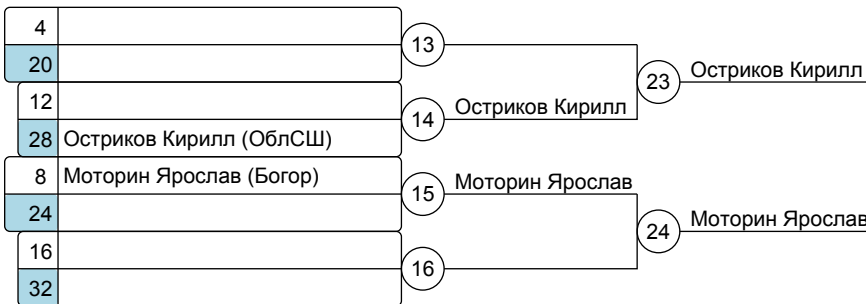 4
13
20
23 Остриков Кирилл
12
14 Остриков Кирилл
28 Остриков Кирилл (ОблСШ)
8 Моторин Ярослав (Богор)
15 Моторин Ярослав
24
24 Моторин Ярослав
16
16
32